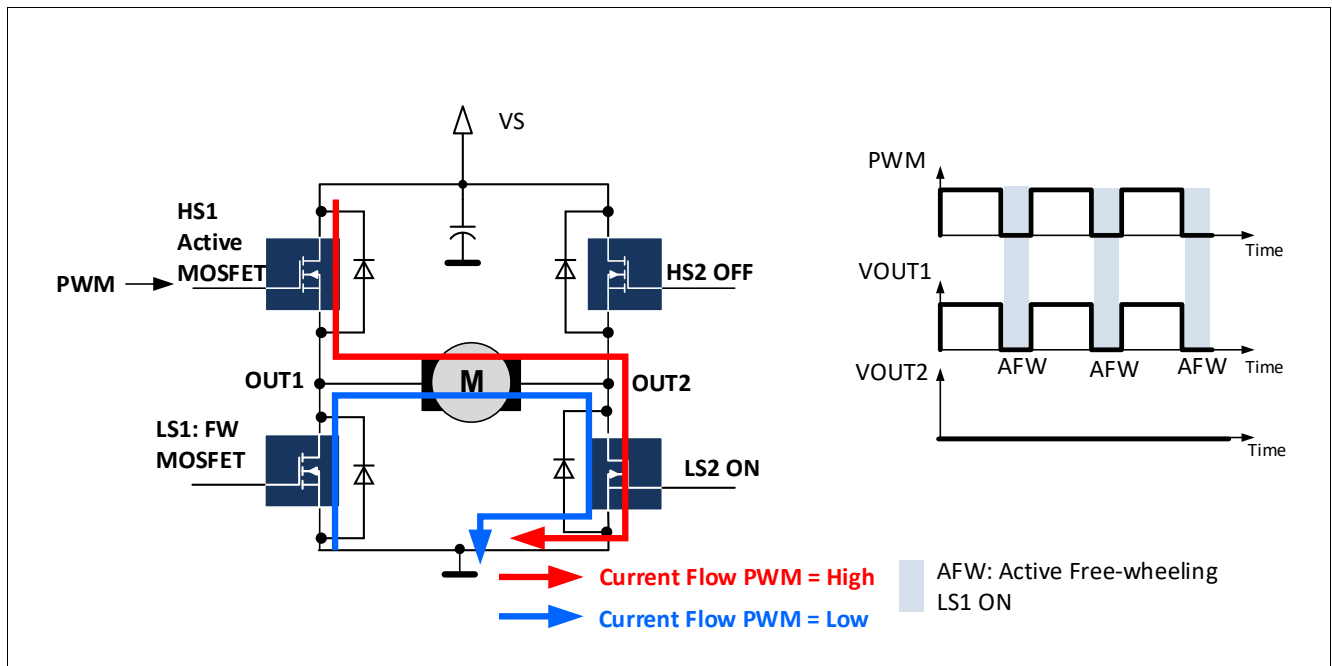 VS
HS1
Active
MOSFET
PWM
HS2 OFF
OUT1
M
OUT2
LS1: FW
MOSFET
LS2 ON
Current Flow PWM = High
Current Flow PWM = Low
PWM
Time
VOUT1
AFW
AFW
AFW
Time
VOUT2
Time
AFW: Active Free-wheeling
LS1 ON